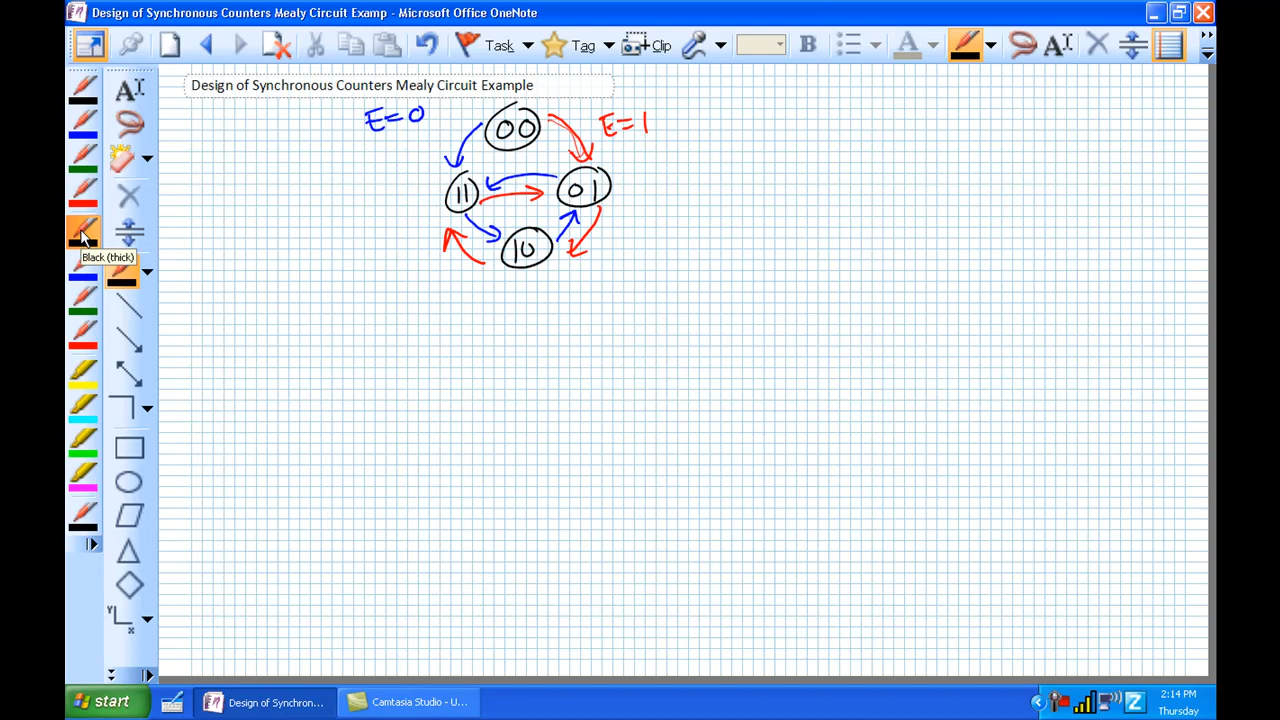 Design of Synchronous Counters Mealy Circuit Examp - Microsoft Office OneNote
Task
Tag
Clip
B
A
A
A
Design of Synchronous Counters Mealy Circuit Example
E=0
00
E=1
11
01
10
Black (thick)
Y
x
start
Design of Synchron...
Camtasia Studio - U...
Z
2:14 PM
Thursday